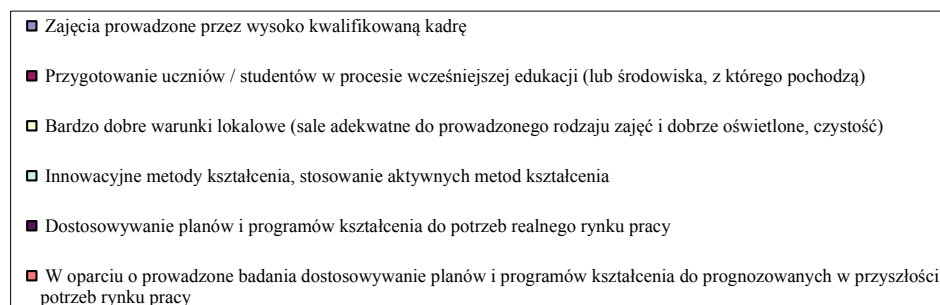 Zajęcia prowadzone przez wysoko kwalifikowaną kadrę
Przygotowanie uczniów / studentów w procesie wcześniejszej edukacji (lub środowiska, z którego pochodzą)
Bardzo dobre warunki lokalowe (sale adekwatne do prowadzonego rodzaju zajęć i dobrze oświetlone, czystość)
Innowacyjne metody kształcenia, stosowanie aktywnych metod kształcenia
Dostosowywanie planów i programów kształcenia do potrzeb realnego rynku pracy
W oparciu o prowadzone badania dostosowywanie planów i programów kształcenia do prognozowanych w przyszłości
potrzeb rynku pracy